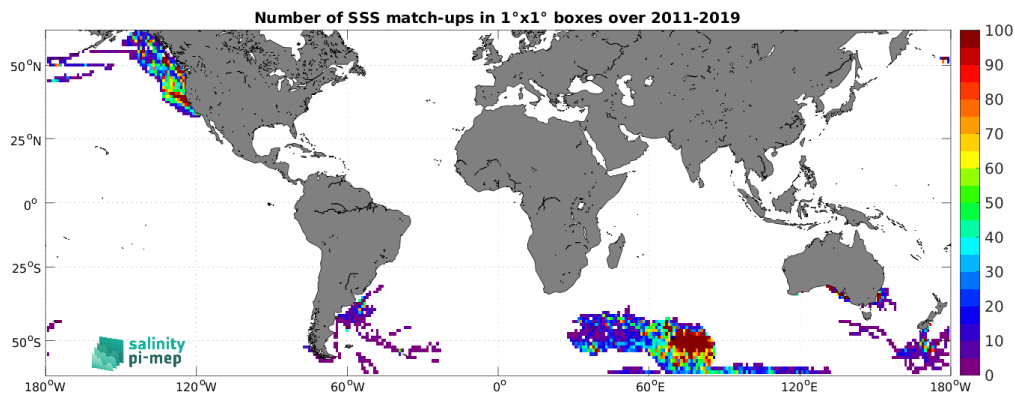 Number of SSS match-ups in 1°x1° boxes over 2011-2019
50°N
25°N
0°
25°S
50°S
180°W
120°W
60°W
0°
60°E
120°E
180°W
100
90
80
70
60
50
40
30
20
10
0
salinity
pi-mep